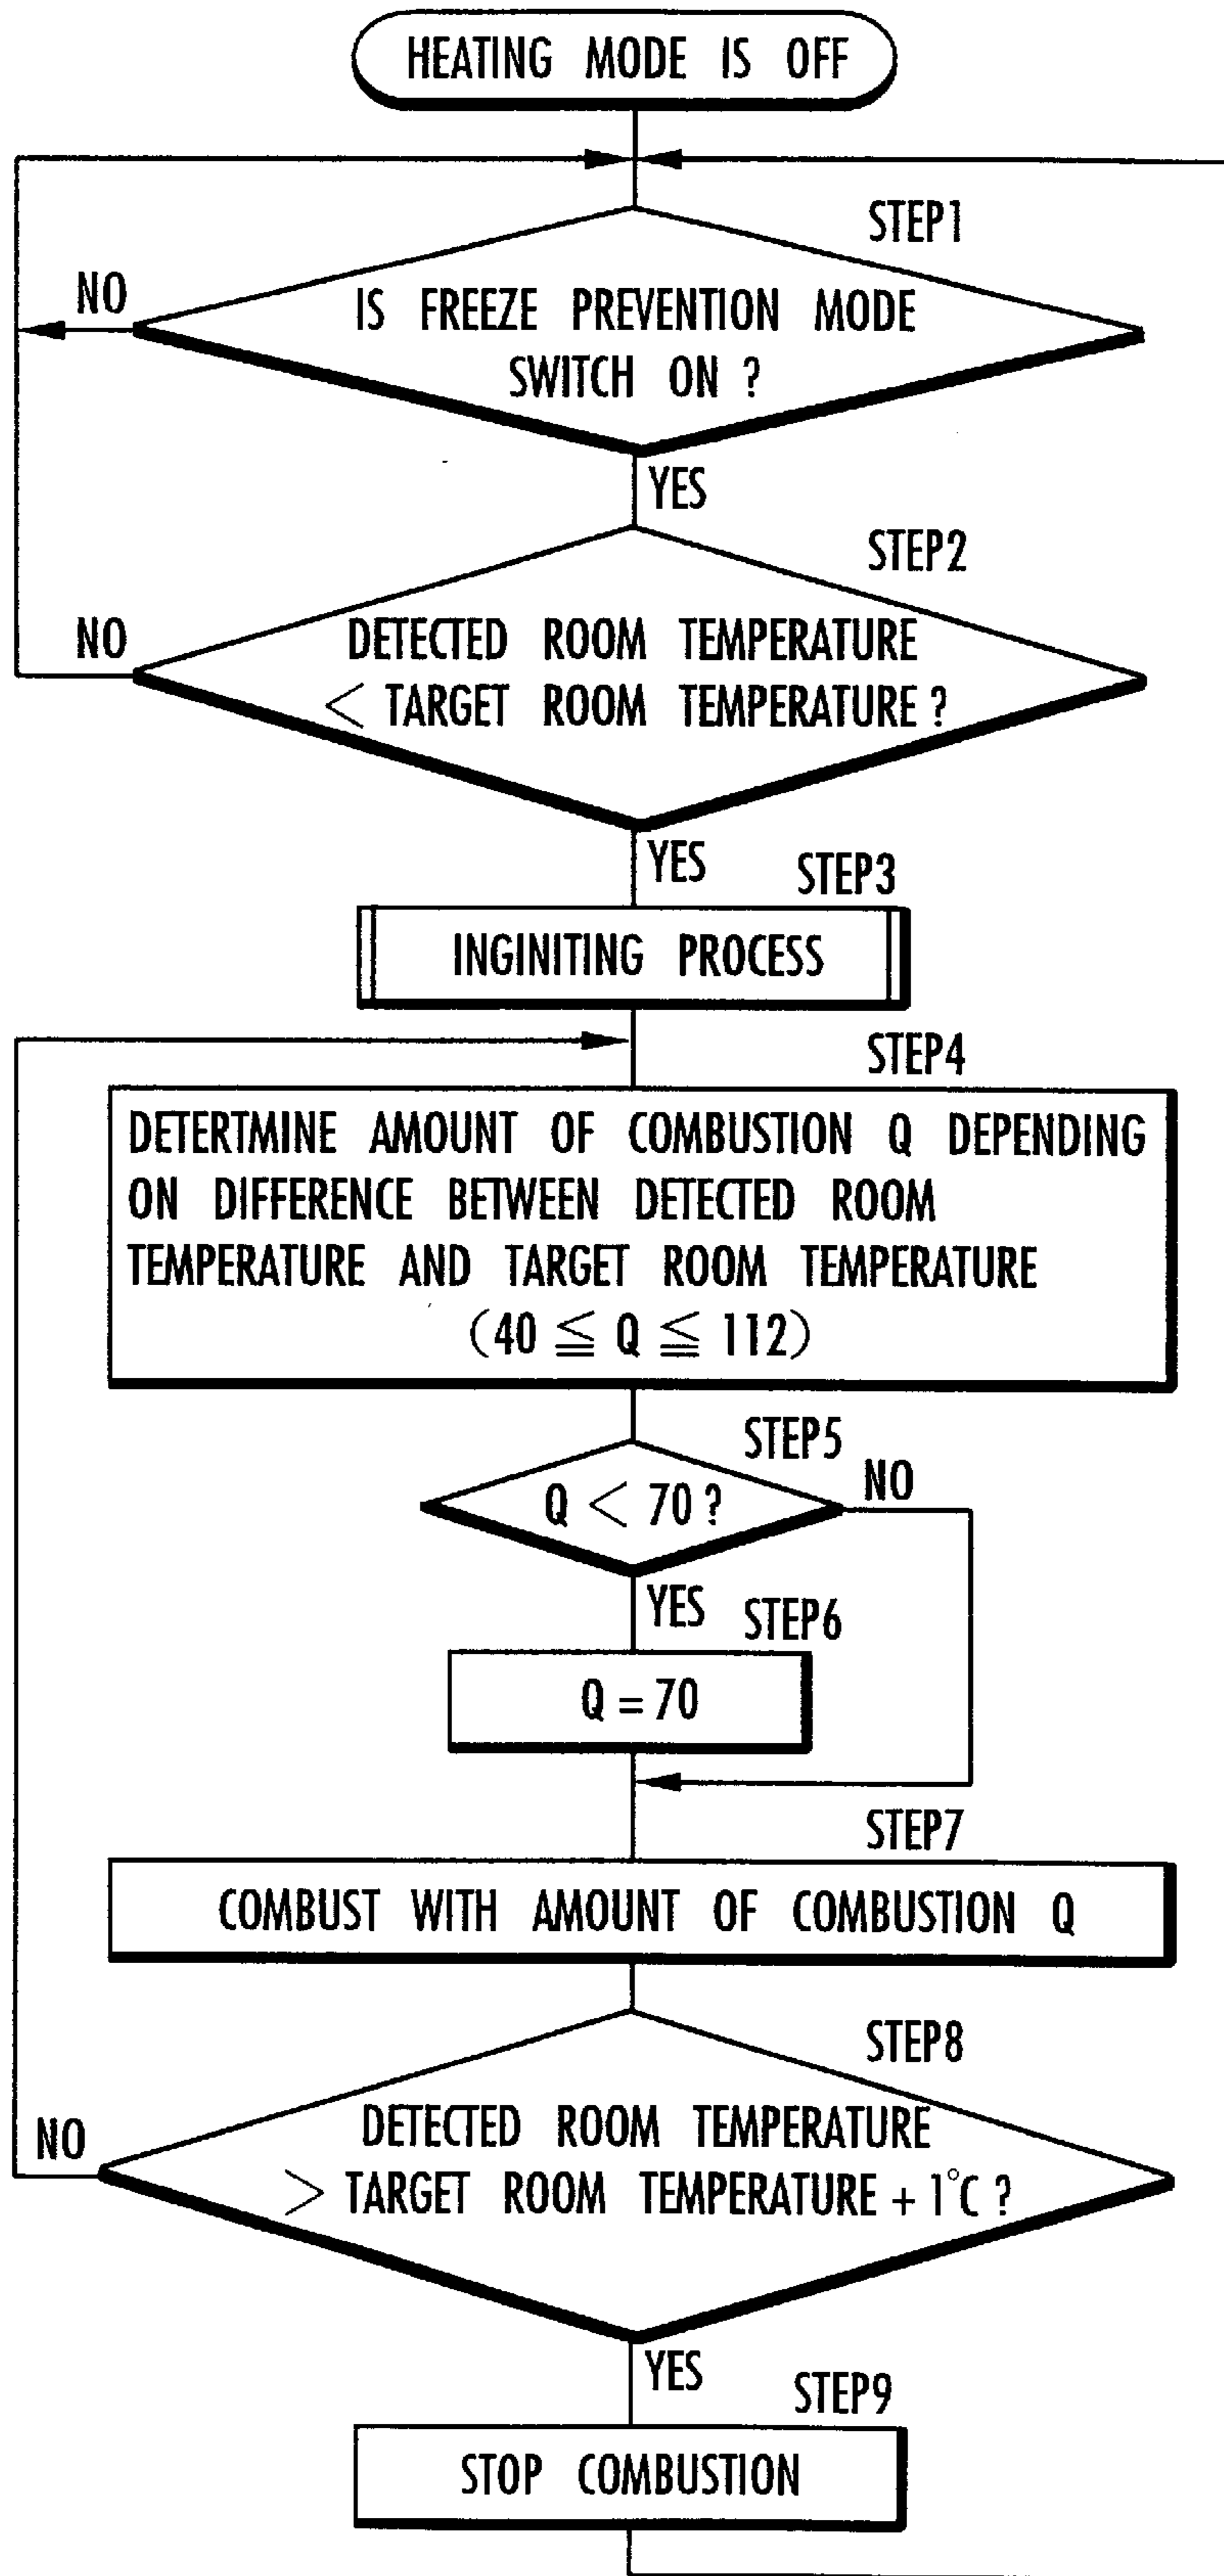 HEATING MODE IS OFF
STEP1
NO
IS FREEZE PREVENTION MODE
SWITCH ON ?
YES
STEP2
NO
DETECTED ROOM TEMPERATURE
< TARGET ROOM TEMPERATURE ?
YES
STEP3
INGINITING PROCESS
STEP4
DETERTMINE AMOUNT OF COMBUSTION Q DEPENDING
ON DIFFERENCE BETWEEN DETECTED ROOM
TEMPERATURE AND TARGET ROOM TEMPERATURE
(40 ≦ Q ≦ 112)
STEP5
Q < 70 ?
NO
YES
STEP6
Q = 70
STEP7
COMBUST WITH AMOUNT OF COMBUSTION Q
STEP8
NO
DETECTED ROOM TEMPERATURE
> TARGET ROOM TEMPERATURE + 1°C ?
YES
STEP9
STOP COMBUSTION